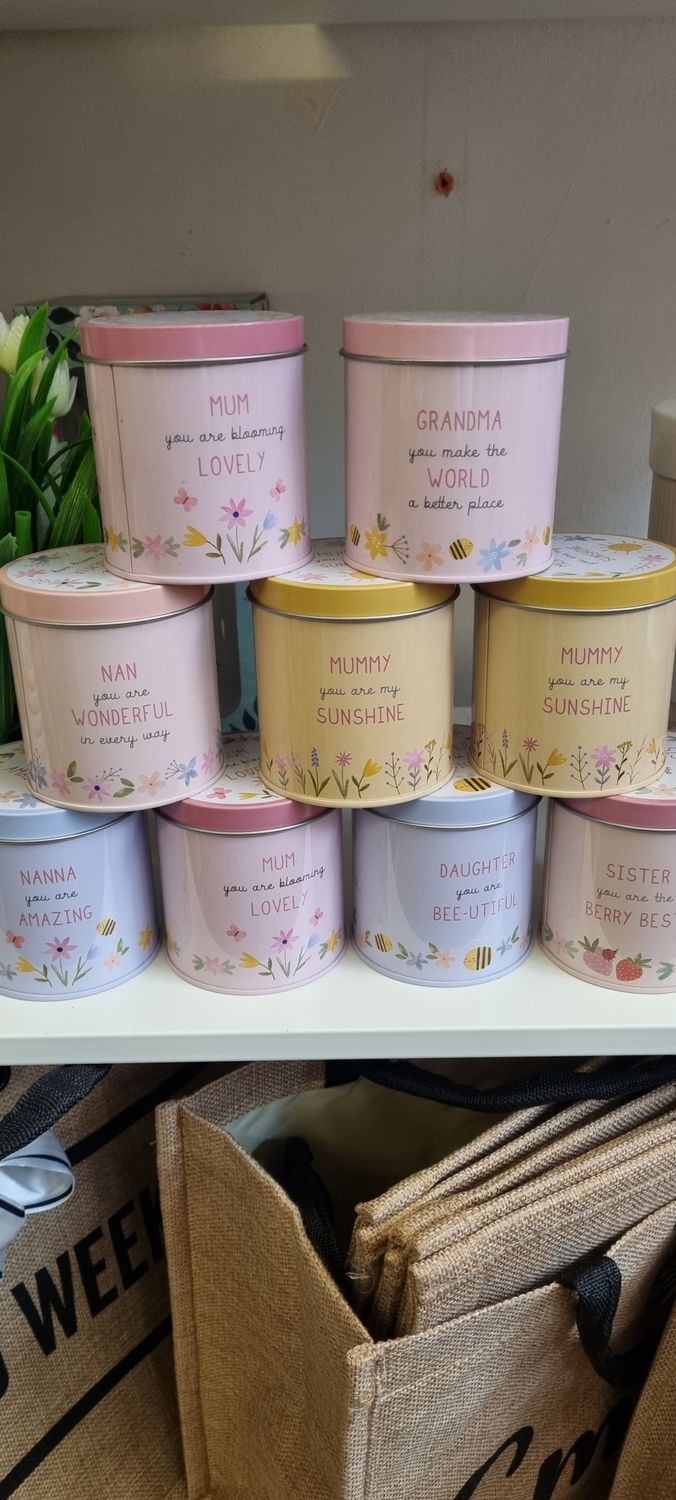 MUM
you are blooming
LOVELY
GRANDMA
you make the
WORLD
a better place
NAN
you are
WONDERFUL
in every way
MUMMY
you are my
SUNSHINE
MUMMY
you are my
SUNSHINE
NANNA
you are
AMAZING
MUM
you are blooming
LOVELY
DAUGHTER
you are
BEE-UTIFUL
SISTER
you are the
BERRY BEST
WEEK